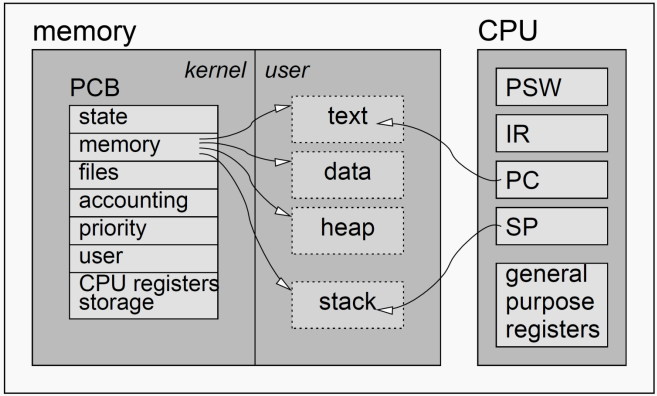 memory
kernel
user
PCB
state
memory
files
accounting
priority
user
CPU registers
storage
text
data
heap
stack
CPU
PSW
IR
PC
SP
general
purpose
registers